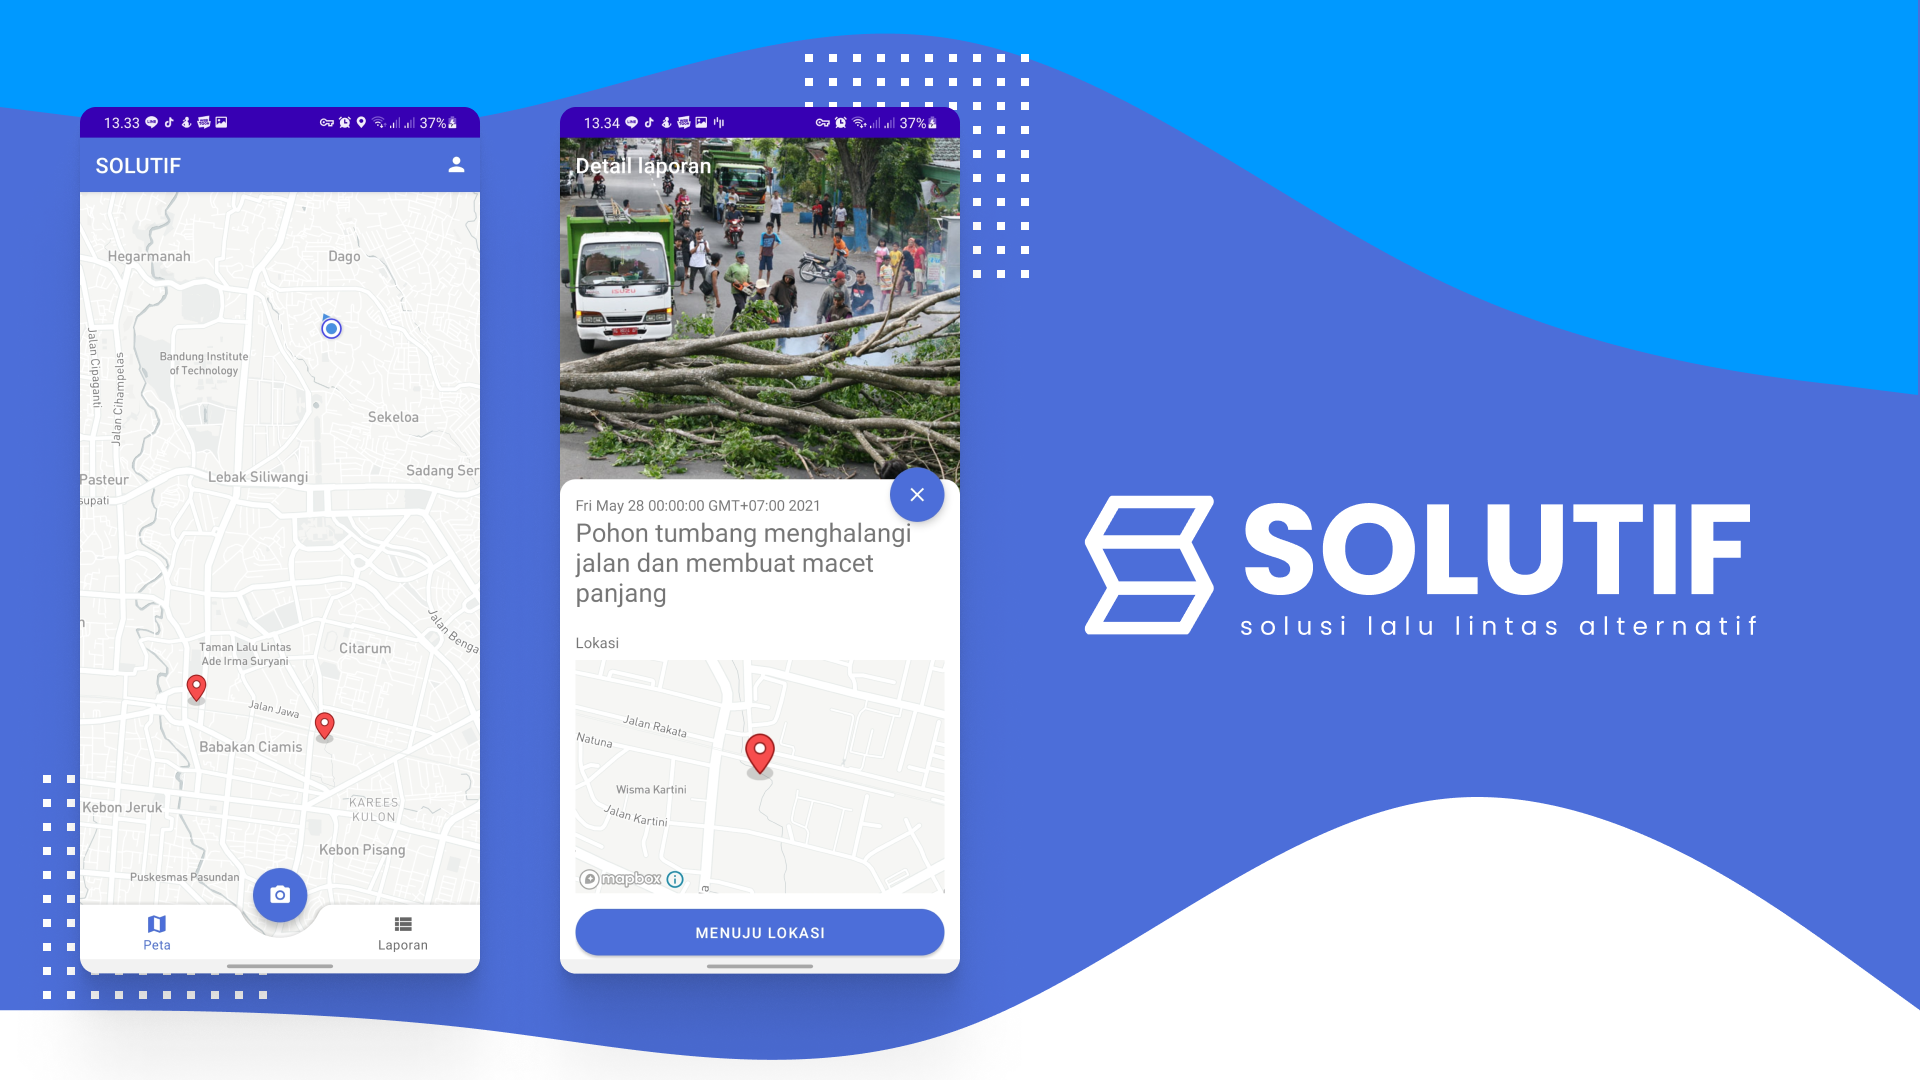 13.33
37%
SOLUTIF
Hegarmanah
Dago
Jalan Cipaganti
Jalan Cihampelas
Bandung Institute
of Technology
Sekeloa
Pasteur
supati
Lebak Siliwangi
Sadang Ser
Taman Lalu Lintas
Ade Irma Suryani
Citarum
Jalan Benga
Jalan Jawa
Babakan Ciamis
Kebon Jeruk
KAREES
KULON
Kebon Pisang
Puskesmas Pasundan
Peta
Laporan
13.34
37%
Detail laporan
ISUZU
Fri May 28 00:00:00 GMT+07:00 2021
Pohon tumbang menghalangi
jalan dan membuat macet
panjang
Lokasi
Jalan Rakata
Natuna
Wisma Kartini
Jalan Kartini
mapbox
MENUJU LOKASI
SOLUTIF
solusi lalu lintas alternatif